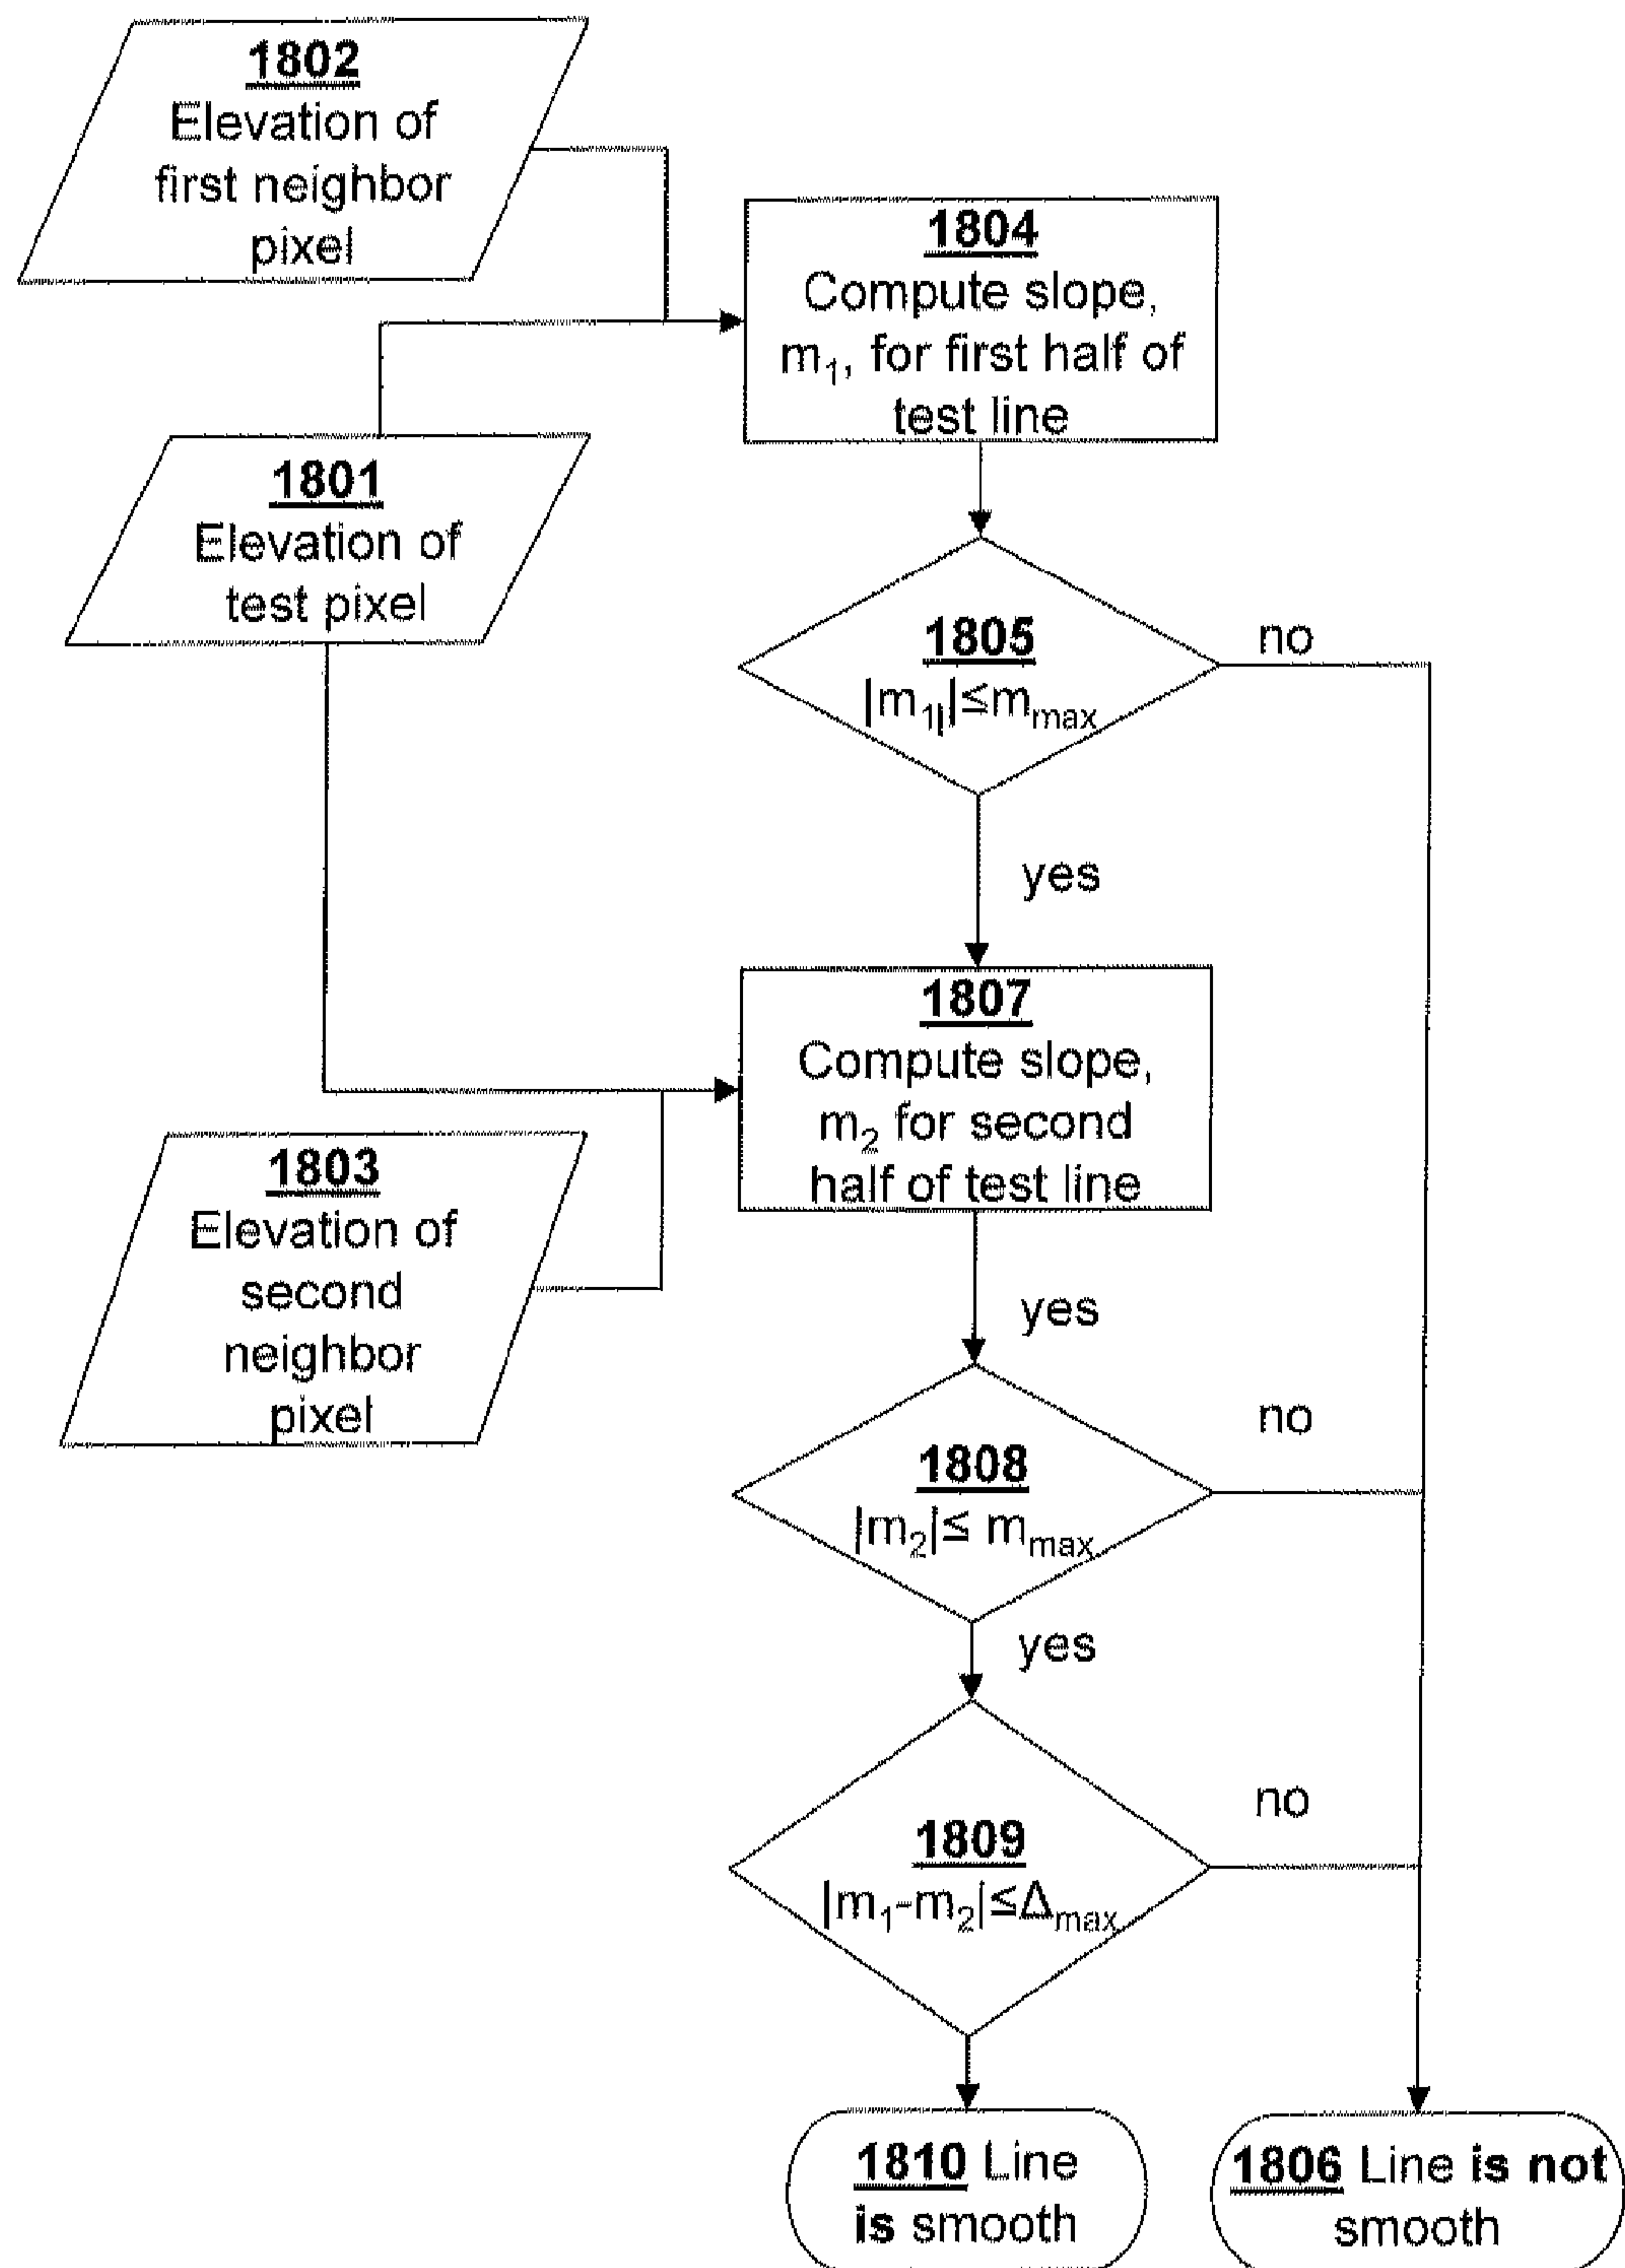 1802
Elevation of
first neighbor
pixel
1804
Compute slope,
m₁, for first half of
test line
1801
Elevation of
test pixel
1805
|m₁||≤mmax
no
yes
1807
Compute slope,
m₂ for second
half of test line
1803
Elevation of
second
neighbor
pixel
yes
1808
|m₂|≤ mmax
no
yes
1809
|m₁-m₂|≤Δmax
no
1810 Line
is smooth
1806 Line is not
smooth